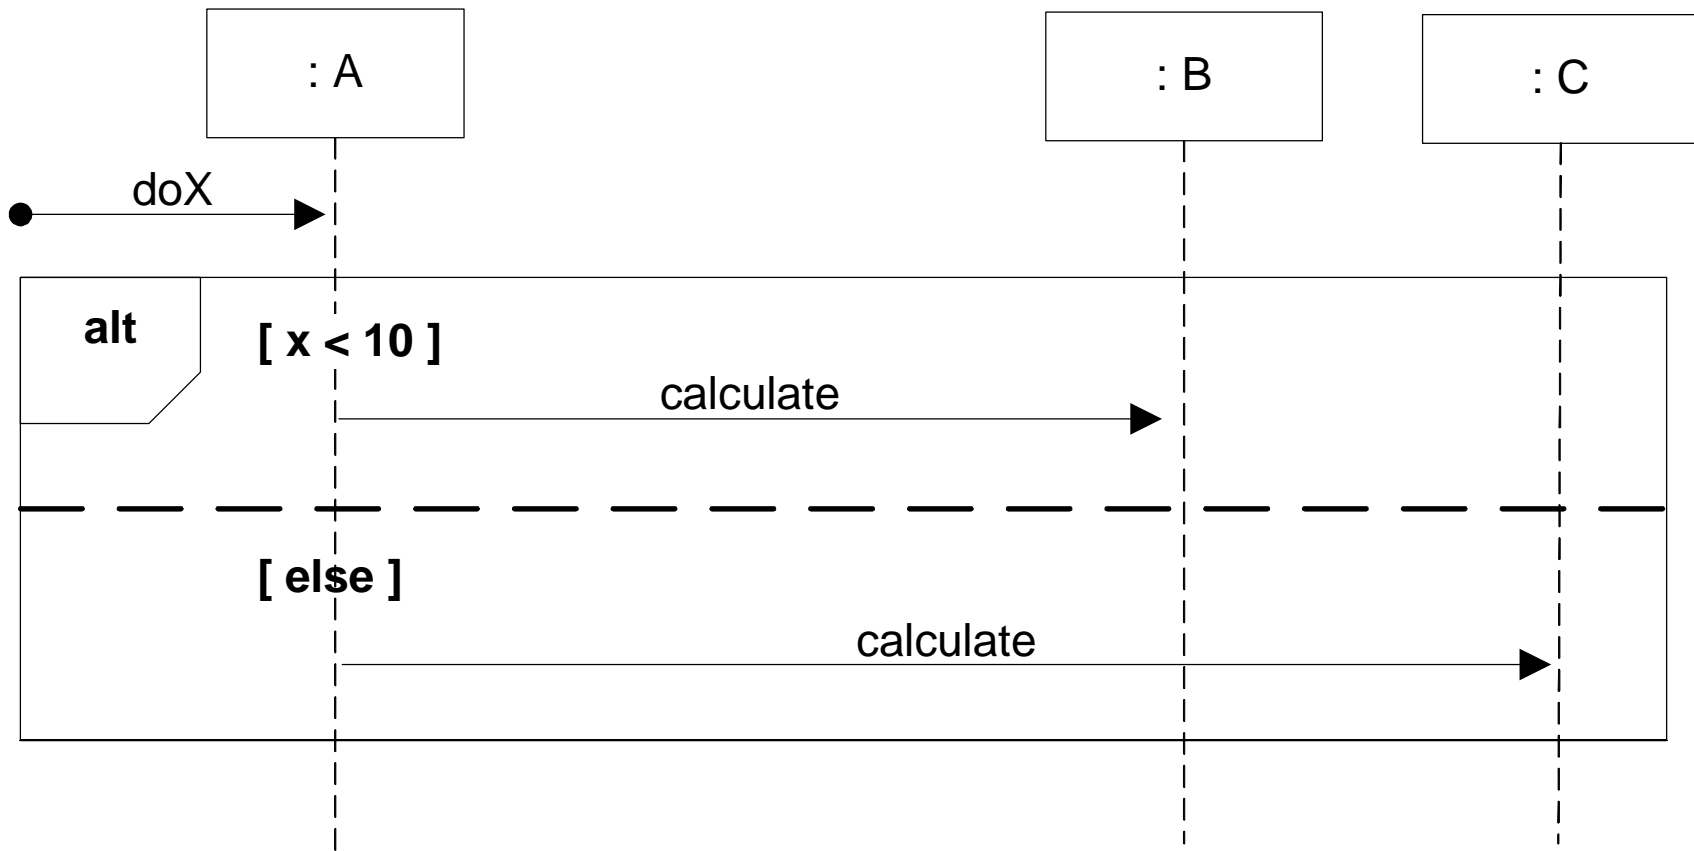 : A
: B
: C
doX
alt
[ x < 10 ]
calculate
[ else ]
calculate